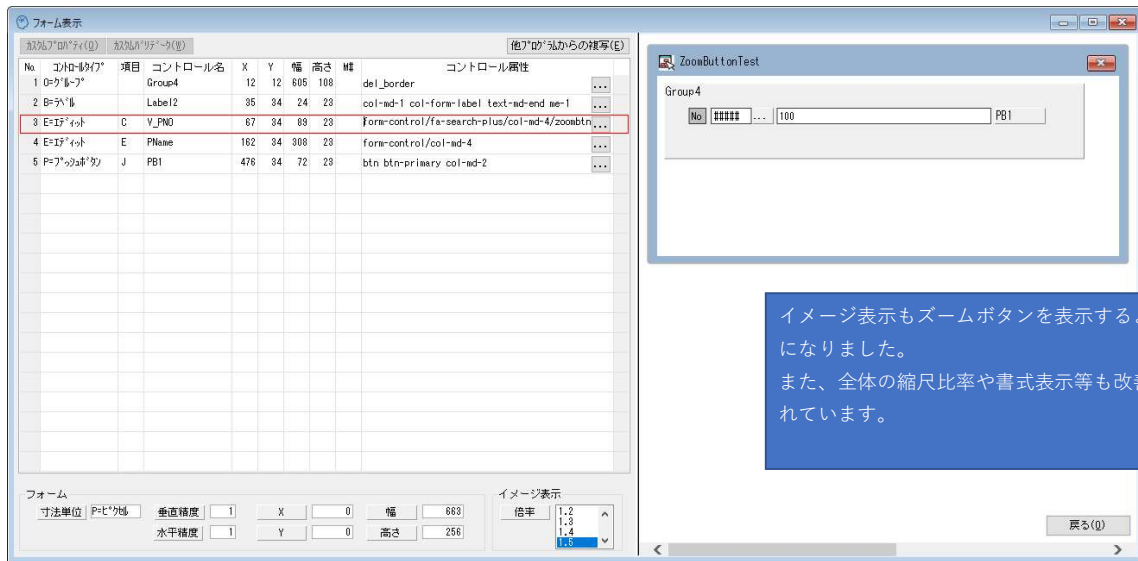 フォーム表示
カスタムプロパティ(Q) カスタムバリデータ(W) 他プログラムからの複写(E)
No. コントロールタイプ 項目 コントロール名 X Y 幅 高さ コントロール属性
1 O=グループ Group4 12 12 605 108 del_border ...
2 B=ラベル Label2 35 34 24 23 col-md-1 col-form-label text-md-end me-1 ...
3 E=エディット C V_PNO 67 34 89 23 form-control/fa-search-plus/col-md-4/zoombtn ...
4 E=エディット E PName 162 34 308 23 form-control/col-md-4 ...
5 P=プッシュボタン J PB1 476 34 72 23 btn btn-primary col-md-2 ...
フォーム
寸法単位 P=ピクセル 垂直精度 1 X 0 幅 663
水平精度 1 Y 0 高さ 256
イメージ表示
倍率 1.2
1.3
1.4
1.5
ZoomButtonTest
Group4
No ##### ... 100 PB1
イメージ表示もズームボタンを表示する
になりました。
また、全体の縮尺比率や書式表示等も改
れています。
戻る(Q)